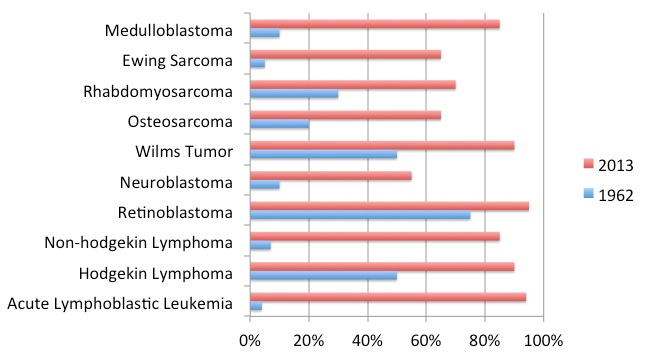 Medulloblastoma
Ewing Sarcoma
Rhabdomyosarcoma
Osteosarcoma
Wilms Tumor
Neuroblastoma
Retinoblastoma
Non-hodgekin Lymphoma
Hodgekin Lymphoma
Acute Lymphoblastic Leukemia
0% 20% 40% 60% 80% 100%
2013
1962